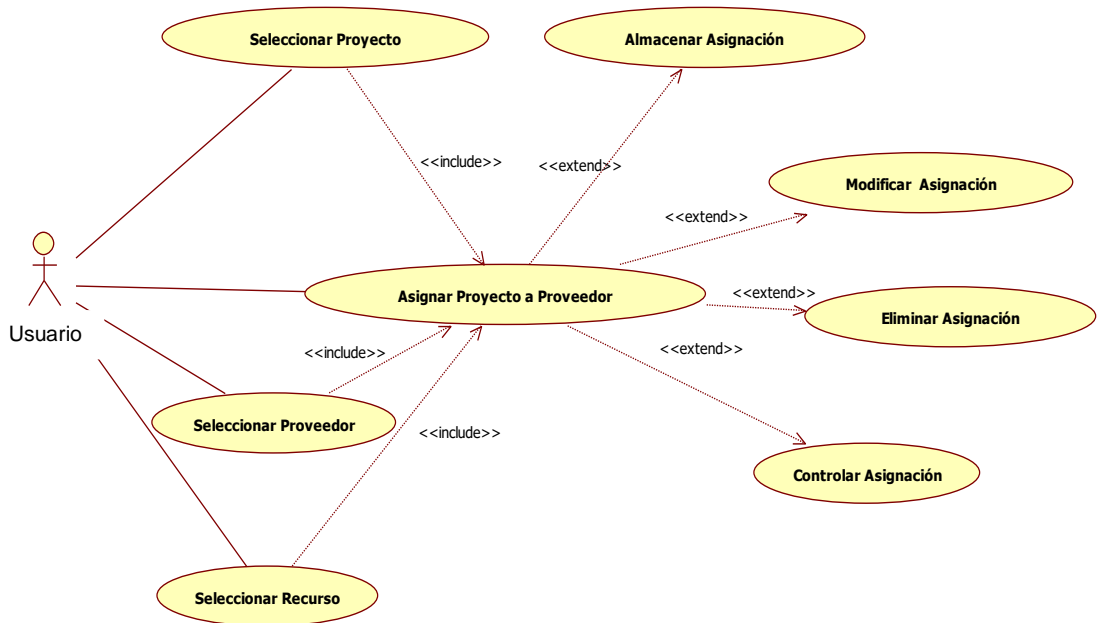 Seleccionar Proyecto
Almacenar Asignación
<<include>>
<<extend>>
Modificar Asignación
<<extend>>
Asignar Proyecto a Proveedor
<<extend>>
Eliminar Asignación
Usuario
<<include>>
<<extend>>
Seleccionar Proveedor
<<include>>
Controlar Asignación
Seleccionar Recurso